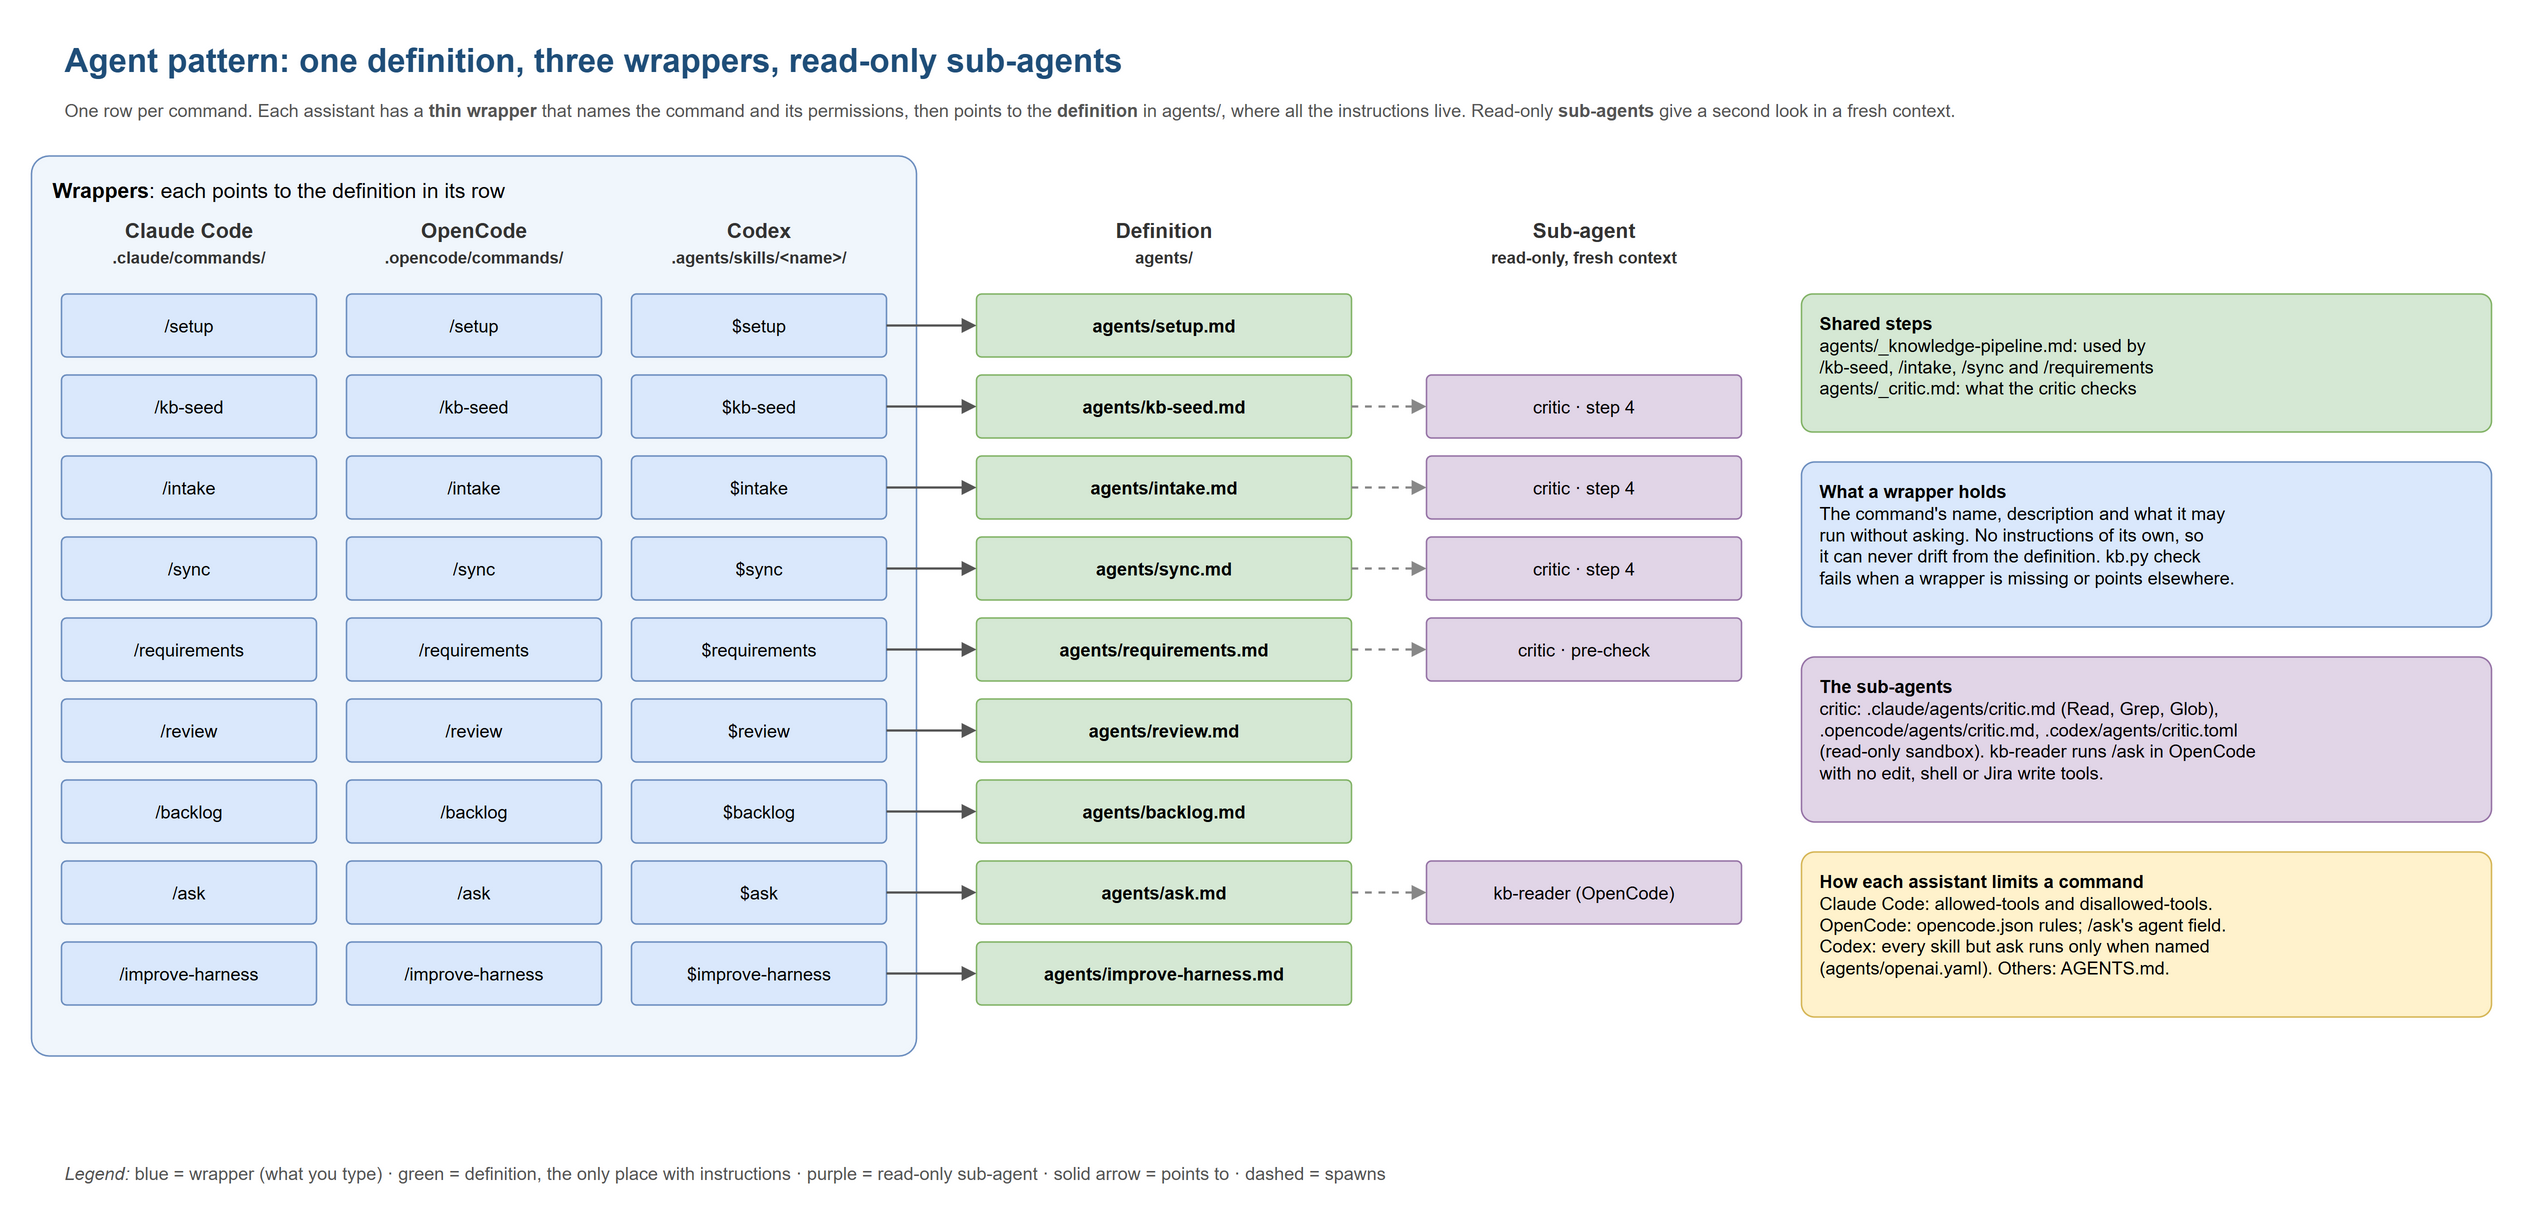 Agent pattern: one definition, three wrappers, read-only sub-agents
One row per command. Each assistant has a thin wrapper that names the command and its permissions, then points to the definition in agents/, where all the instructions live. Read-only sub-agents give a second look in a fresh context.
Wrappers: each points to the definition in its row
Claude Code
.claude/commands/
OpenCode
.opencode/commands/
Codex
.agents/skills/<name>/
Definition
agents/
Sub-agent
read-only, fresh context
/setup
/setup
$setup
agents/setup.md
/kb-seed
/kb-seed
$kb-seed
agents/kb-seed.md
critic · step 4
/intake
/intake
$intake
agents/intake.md
critic · step 4
/sync
/sync
$sync
agents/sync.md
critic · step 4
/requirements
/requirements
$requirements
agents/requirements.md
critic · pre-check
/review
/review
$review
agents/review.md
/backlog
/backlog
$backlog
agents/backlog.md
/ask
/ask
$ask
agents/ask.md
kb-reader (OpenCode)
/improve-harness
/improve-harness
$improve-harness
agents/improve-harness.md
Shared steps
agents/_knowledge-pipeline.md: used by
/kb-seed, /intake, /sync and /requirements
agents/_critic.md: what the critic checks
What a wrapper holds
The command's name, description and what it may
run without asking. No instructions of its own, so
it can never drift from the definition. kb.py check
fails when a wrapper is missing or points elsewhere.
The sub-agents
critic: .claude/agents/critic.md (Read, Grep, Glob),
.opencode/agents/critic.md, .codex/agents/critic.toml
(read-only sandbox). kb-reader runs /ask in OpenCode
with no edit, shell or Jira write tools.
How each assistant limits a command
Claude Code: allowed-tools and disallowed-tools.
OpenCode: opencode.json rules; /ask's agent field.
Codex: every skill but ask runs only when named
(agents/openai.yaml). Others: AGENTS.md.
Legend: blue = wrapper (what you type) · green = definition, the only place with instructions · purple = read-only sub-agent · solid arrow = points to · dashed = spawns